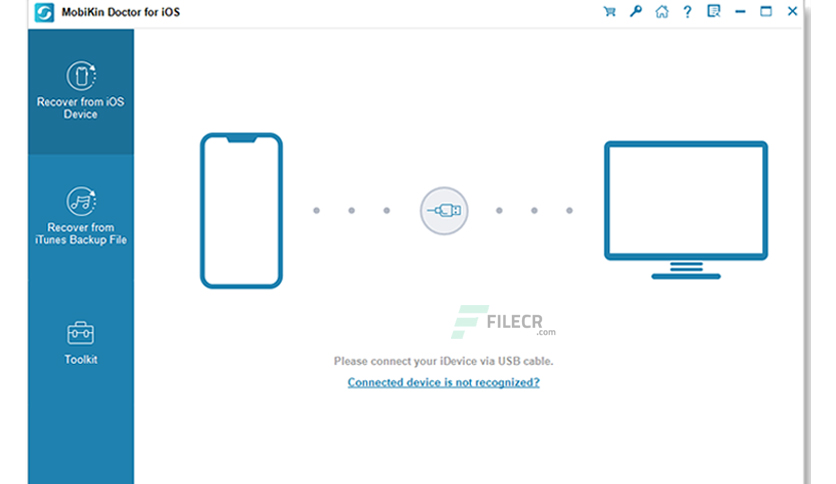 MobiKin Doctor for iOS
Recover from iOS
Device
Recover from
iTunes Backup File
Toolkit
FILECR
.com
Please connect your iDevice via USB cable.
Connected device is not recognized?